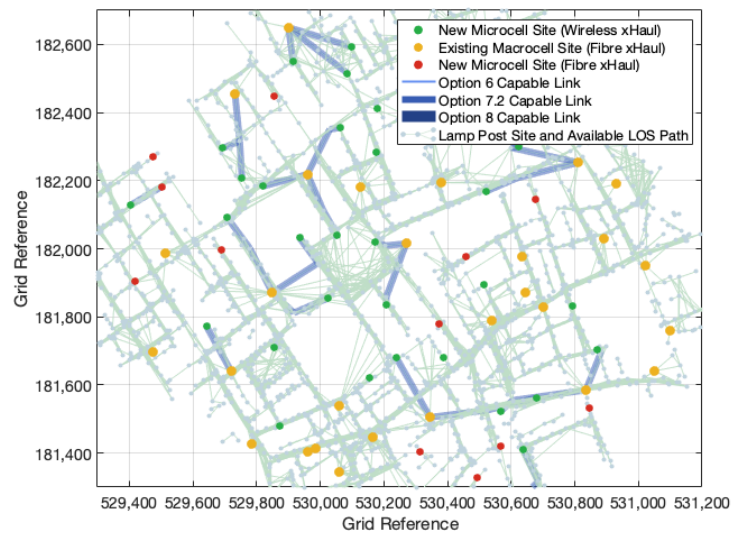 182,600
182,400
182,200
182,000
181,800
181,600
181,400
Grid Reference
New Microcell Site (Wireless xHaul)
Existing Macrocell Site (Fibre xHaul)
New Microcell Site (Fibre xHaul)
Option 6 Capable Link
Option 7.2 Capable Link
Option 8 Capable Link
Lamp Post Site and Available LOS Path
529,400 529,600 529,800 530,000 530,200 530,400 530,600 530,800 531,000 531,200
Grid Reference